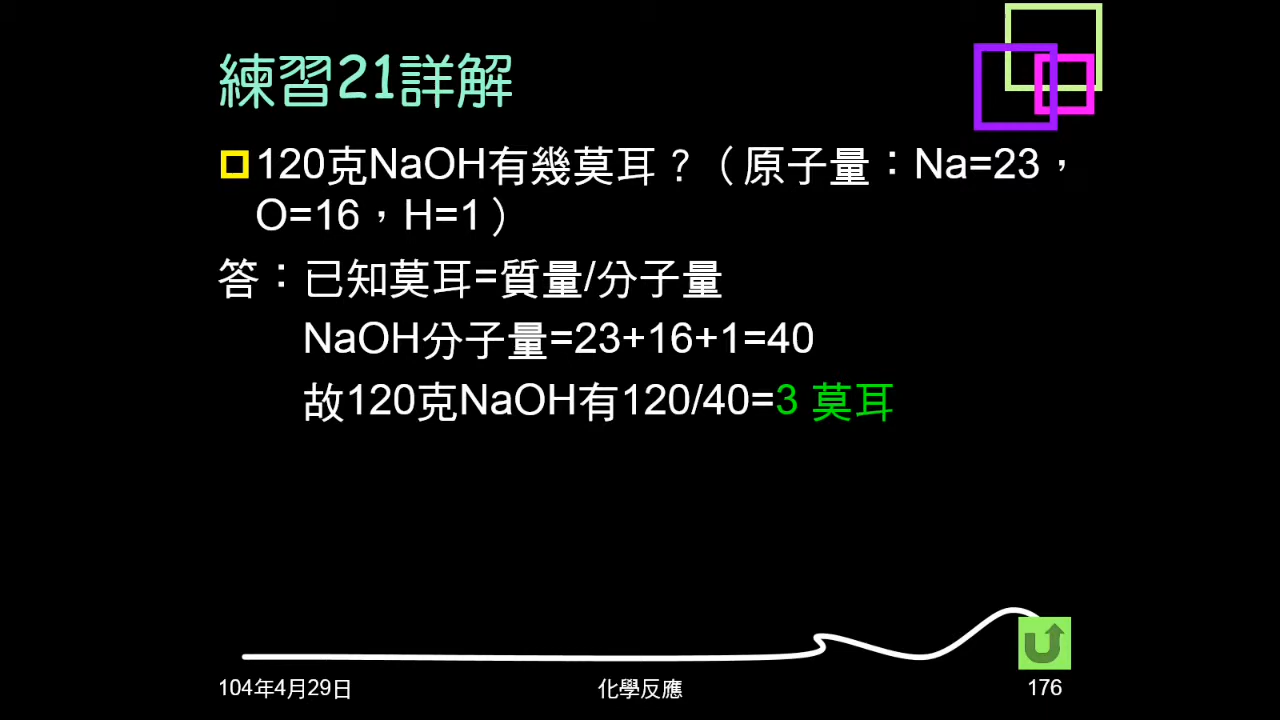 練習21詳解
120克NaOH有幾莫耳？（原子量：Na=23，
O=16，H=1）
答：已知莫耳=質量/分子量
NaOH分子量=23+16+1=40
故120克NaOH有120/40=3 莫耳
104年4月29日
化學反應
176